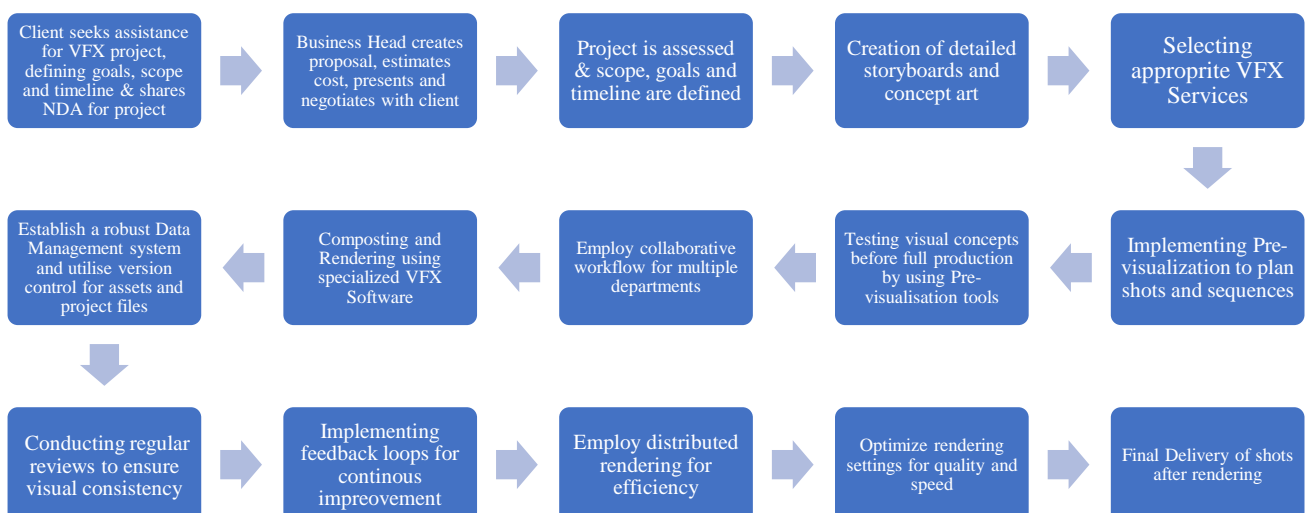 Client seeks assistance
for VFX project,
defining goals, scope
and timeline & shares
NDA for project
Business Head creates
proposal, estimates
cost, presents and
negotiates with client
Project is assessed
& scope, goals and
timeline are defined
Creation of detailed
storyboards and
concept art
Selecting
approprite VFX
Services
Implementing Pre-
visualization to plan
shots and sequences
Testing visual concepts
before full production
by using Pre-
visualisation tools
Employ collaborative
workflow for multiple
departments
Composting and
Rendering using
specialized VFX
Software
Establish a robust Data
Management system
and utilise version
control for assets and
project files
Conducting regular
reviews to ensure
visual consistency
Implementing
feedback loops for
continous
impreovement
Employ distributed
rendering for
efficiency
Optimize rendering
settings for quality and
speed
Final Delivery of shots
after rendering